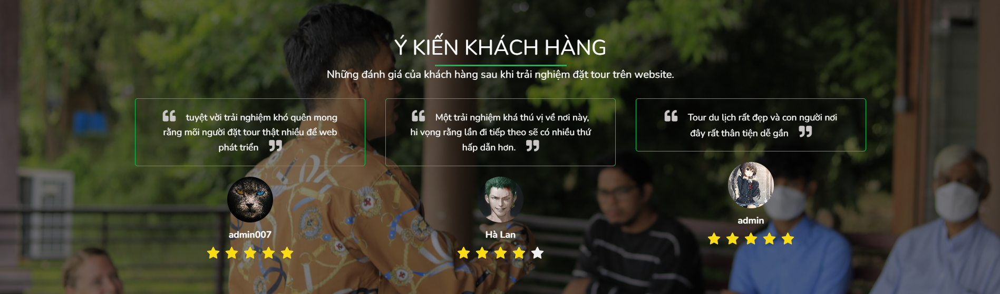 Ý KIẾN KHÁCH HÀNG
Những đánh giá của khách hàng sau khi trải nghiệm đặt tour trên website.
tuyệt vời trải nghiệm khó quên mong
rằng mõi người đặt tour thật nhiều để web
phát triển
admin007
Một trải nghiệm khá thú vị về nơi này,
hi vọng rằng lần đi tiếp theo sẽ có nhiều thứ
hấp dẫn hơn.
Hà Lan
Tour du lịch rất đẹp và con người nơi
đây rất thân tiện dễ gần
admin